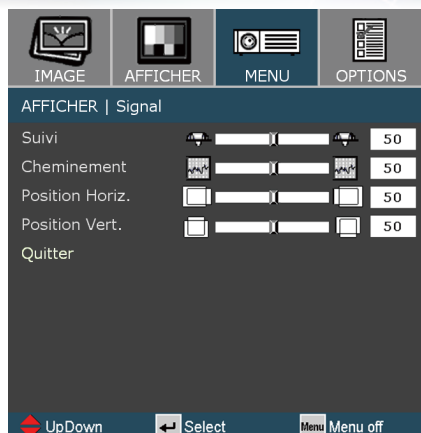 IMAGE AFFICHER MENU OPTIONS
AFFICHER | Signal
Suivi 50
Cheminement 50
Position Horiz. 50
Position Vert. 50
Quitter
UpDown Select Menu Menu off